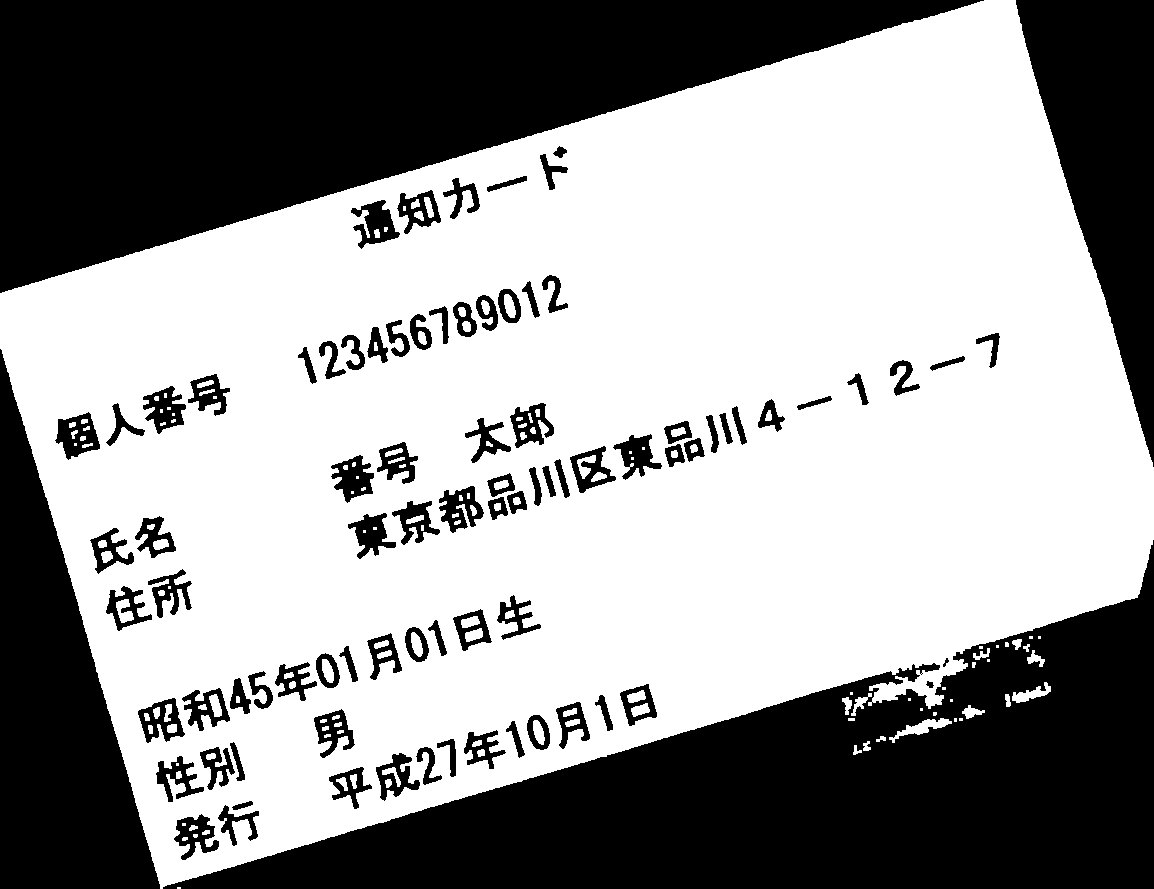 通知カード
個人番号　123456789012
氏名　番号　太郎
住所　東京都品川区東品川４－１２－７
昭和45年01月01日生
性別　男
発行　平成27年10月1日